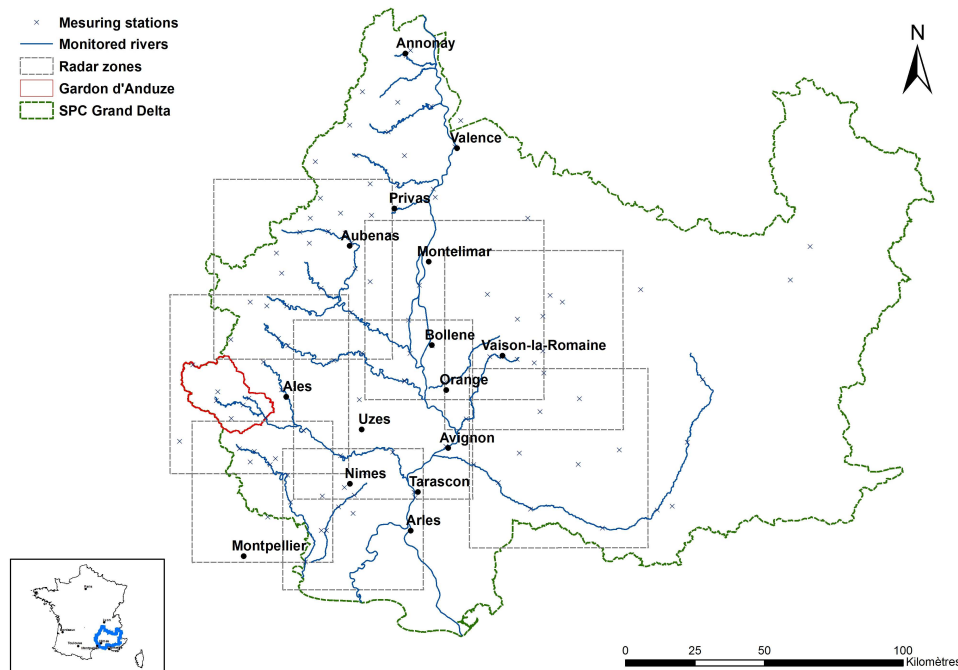 Mesuring stations
Monitored rivers
Radar zones
Gardon d'Anduze
SPC Grand Delta
N
Annonay
Valence
Privas
Aubenas
Montelimar
Bollene
Vaison-la-Romaine
Orange
Ales
Uzes
Avignon
Nimes
Tarascon
Arles
Montpellier
0 25 50 100
Kilomètres